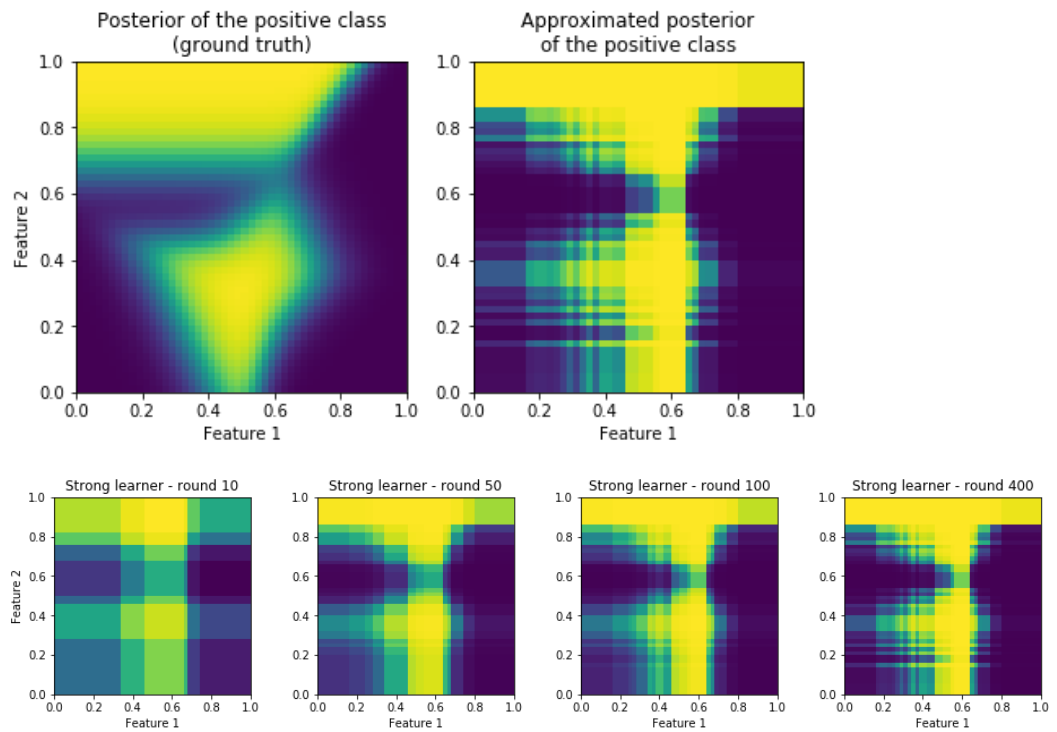 Posterior of the positive class
(ground truth)
Approximated posterior
of the positive class
1.0
0.8
0.6
0.4
0.2
0.0
Feature 2
0.0 0.2 0.4 0.6 0.8 1.0
Feature 1
1.0
0.8
0.6
0.4
0.2
0.0
0.0 0.2 0.4 0.6 0.8 1.0
Feature 1
Strong learner - round 10
1.0
0.8
0.6
0.4
0.2
0.0
Feature 2
0.0 0.2 0.4 0.6 0.8 1.0
Feature 1
Strong learner - round 50
1.0
0.8
0.6
0.4
0.2
0.0
0.0 0.2 0.4 0.6 0.8 1.0
Feature 1
Strong learner - round 100
1.0
0.8
0.6
0.4
0.2
0.0
0.0 0.2 0.4 0.6 0.8 1.0
Feature 1
Strong learner - round 400
1.0
0.8
0.6
0.4
0.2
0.0
0.0 0.2 0.4 0.6 0.8 1.0
Feature 1